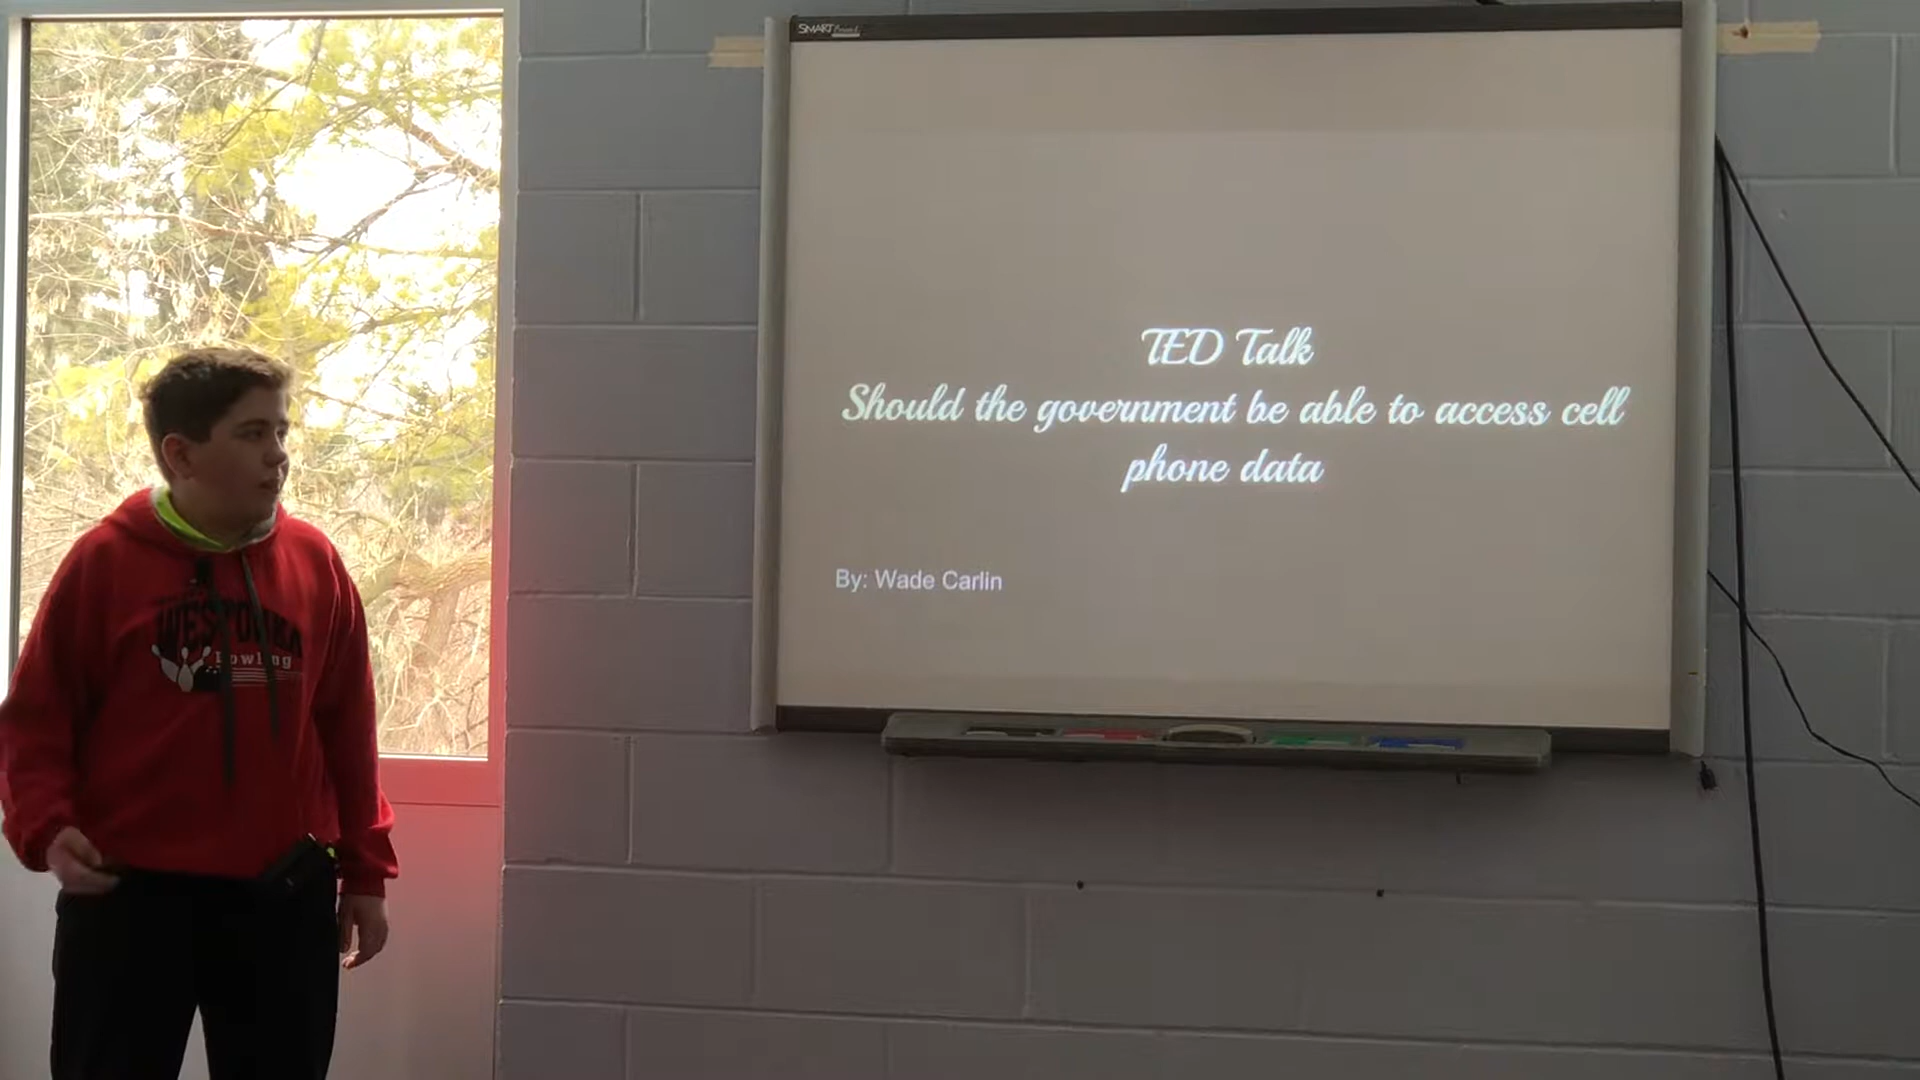 SMART Board
TED Talk
Should the government be able to access cell
phone data
By: Wade Carlin
Bowling